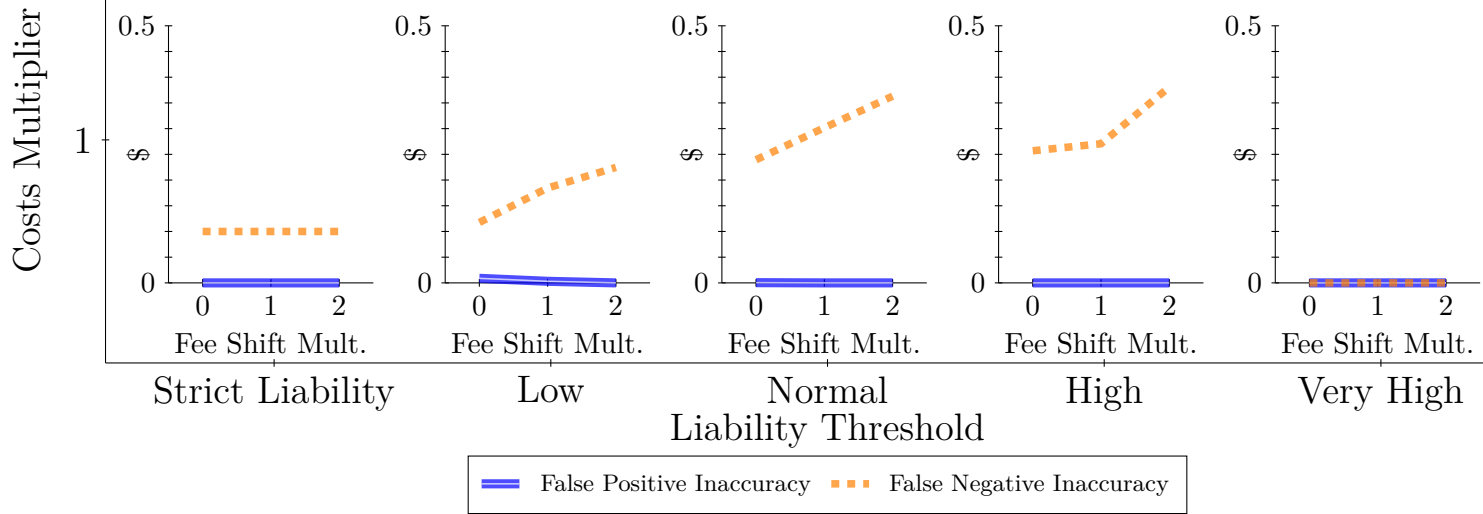 Costs Multiplier
1
0.5
$
0
0 1 2
Fee Shift Mult.
0.5
$
0
0 1 2
Fee Shift Mult.
0.5
$
0
0 1 2
Fee Shift Mult.
0.5
$
0
0 1 2
Fee Shift Mult.
0.5
$
0
0 1 2
Fee Shift Mult.
Strict Liability Low Normal High Very High
Liability Threshold
False Positive Inaccuracy False Negative Inaccuracy